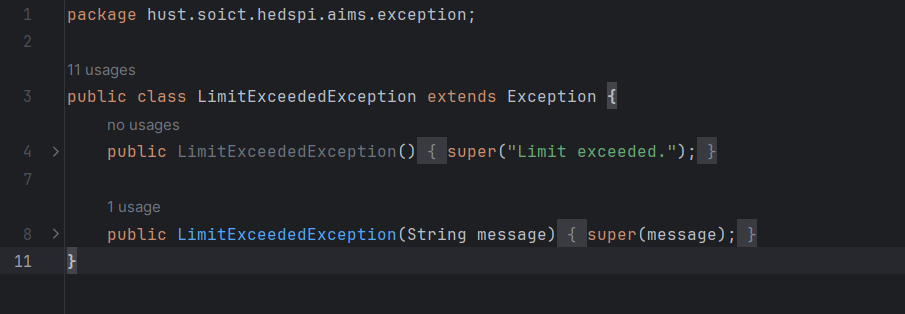 1 package hust.soict.hedspi.aims.exception;
2
11 usages
3 public class LimitExceededException extends Exception {
no usages
4 public LimitExceededException() { super("Limit exceeded."); }
7
1 usage
8 public LimitExceededException(String message) { super(message); }
11 }